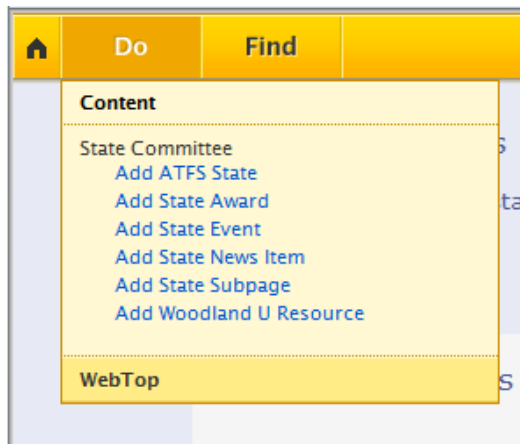 Do Find
Content
State Committee
Add ATFS State
Add State Award
Add State Event
Add State News Item
Add State Subpage
Add Woodland U Resource
WebTop